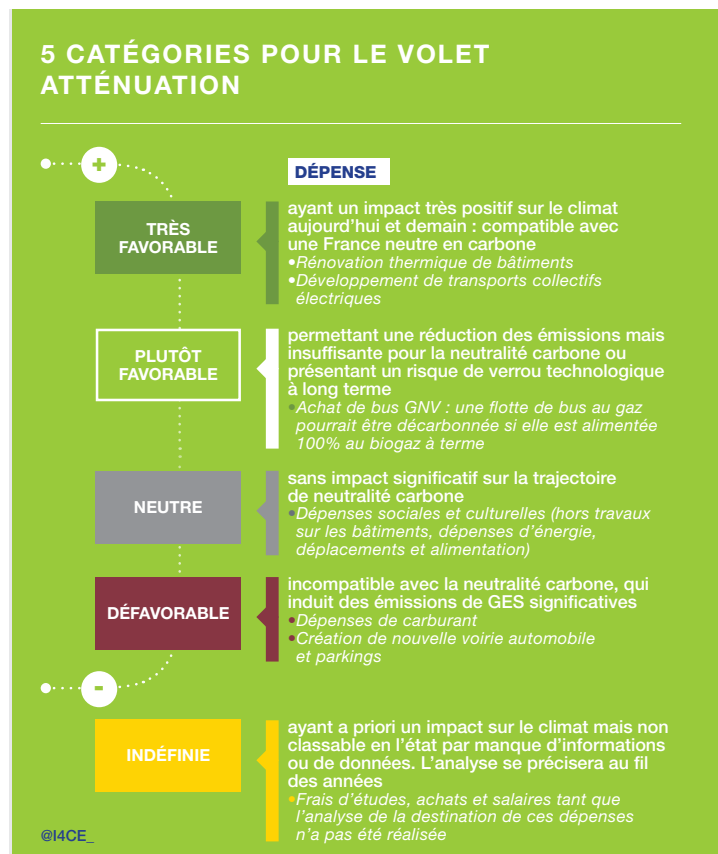 5 CATÉGORIES POUR LE VOLET
ATTÉNUATION
+
DÉPENSE
TRÈS
FAVORABLE
ayant un impact très positif sur le climat
aujourd'hui et demain : compatible avec
une France neutre en carbone
•Rénovation thermique de bâtiments
•Développement de transports collectifs
électriques
PLUTÔT
FAVORABLE
permettant une réduction des émissions mais
insuffisante pour la neutralité carbone ou
présentant un risque de verrou technologique
à long terme
•Achat de bus GNV : une flotte de bus au gaz
pourrait être décarbonnée si elle est alimentée
100% au biogaz à terme
NEUTRE
sans impact significatif sur la trajectoire
de neutralité carbone
•Dépenses sociales et culturelles (hors travaux
sur les bâtiments, dépenses d'énergie,
déplacements et alimentation)
DÉFAVORABLE
incompatible avec la neutralité carbone, qui
induit des émissions de GES significatives
•Dépenses de carburant
•Création de nouvelle voirie automobile
et parkings
-
INDÉFINIE
ayant a priori un impact sur le climat mais non
classable en l'état par manque d'informations
ou de données. L'analyse se précisera au fil
des années
•Frais d'études, achats et salaires tant que
l'analyse de la destination de ces dépenses
n'a pas été réalisée
@I4CE_